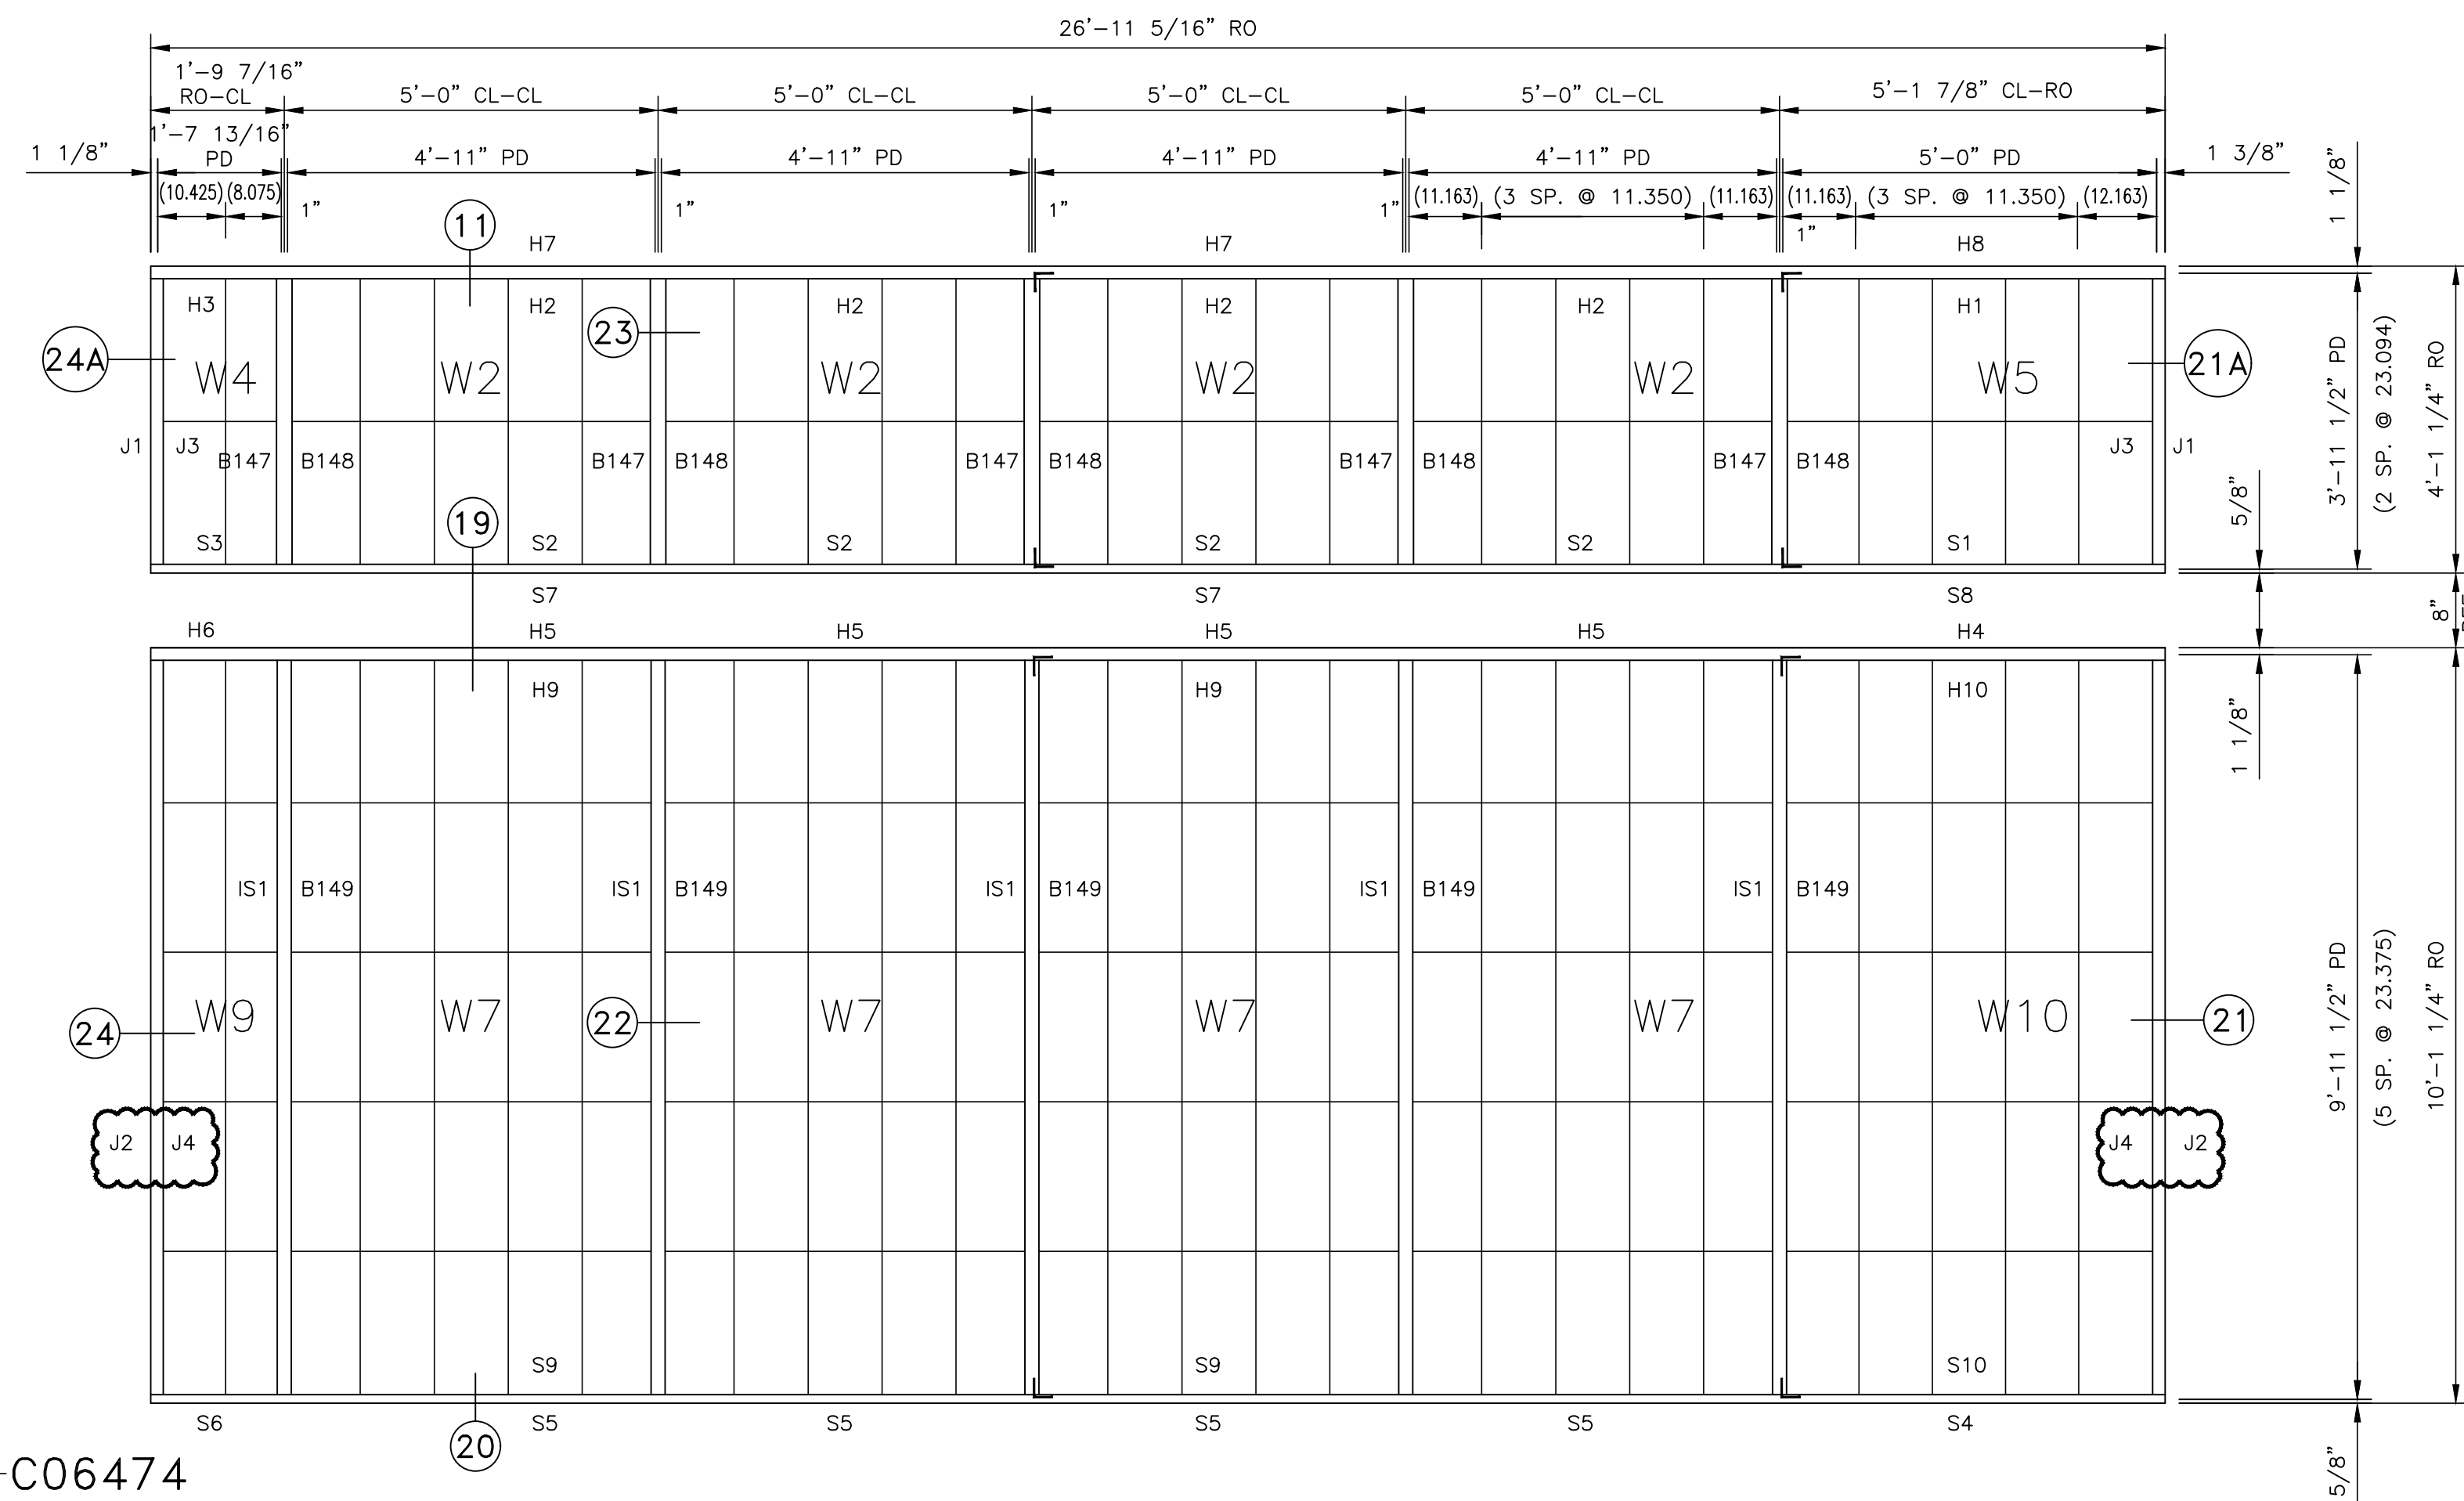 26'-11 5/16" RO
1'-9 7/16"
RO-CL
5'-0" CL-CL
5'-0" CL-CL
5'-0" CL-CL
5'-0" CL-CL
5'-1 7/8" CL-RO
1 1/8"
1'-7 13/16"
PD
4'-11" PD
4'-11" PD
4'-11" PD
4'-11" PD
5'-0" PD
1 3/8"
1 1/8"
(10.425)
(8.075)
1"
1"
1"
1"
(11.163)
(3 SP. @ 11.350)
(11.163)
(11.163)
(3 SP. @ 11.350)
(12.163)
1"
11
H7
H7
H8
H3
H2
23
H2
H2
H2
H1
24A
W4
W2
W2
W2
W2
W5
21A
3'-11 1/2" PD
(2 SP. @ 23.094)
4'-1 1/4" RO
J1
J3
B147
B148
B147
B148
B147
B148
B147
B148
B147
B148
J3
J1
5/8"
19
S3
S2
S2
S2
S2
S1
S7
S7
S8
8"
H6
H5
H5
H5
H5
H4
H9
H9
H10
1 1/8"
IS1
B149
IS1
B149
IS1
B149
IS1
B149
IS1
B149
24
W9
W7
22
W7
W7
W7
W10
21
9'-11 1/2" PD
(5 SP. @ 23.375)
10'-1 1/4" RO
J2
J4
J4
J2
S9
S9
S10
S6
S5
S5
S5
S5
S4
20
5/8"
C06474